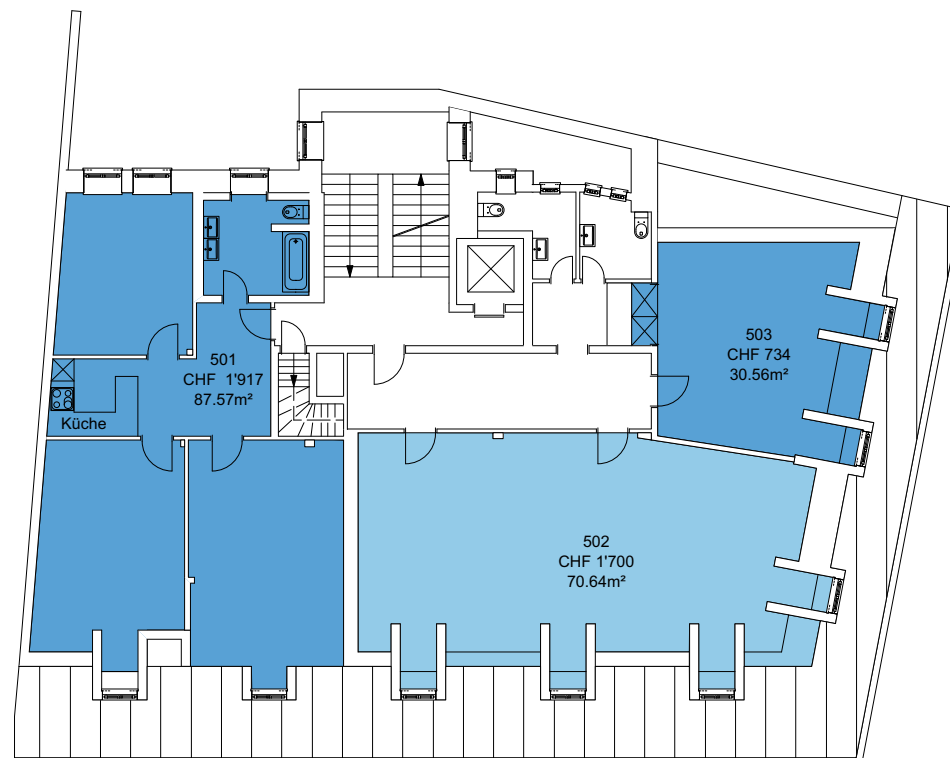 501
CHF 1'917
87.57m²
Küche
503
CHF 734
30.56m²
502
CHF 1'700
70.64m²